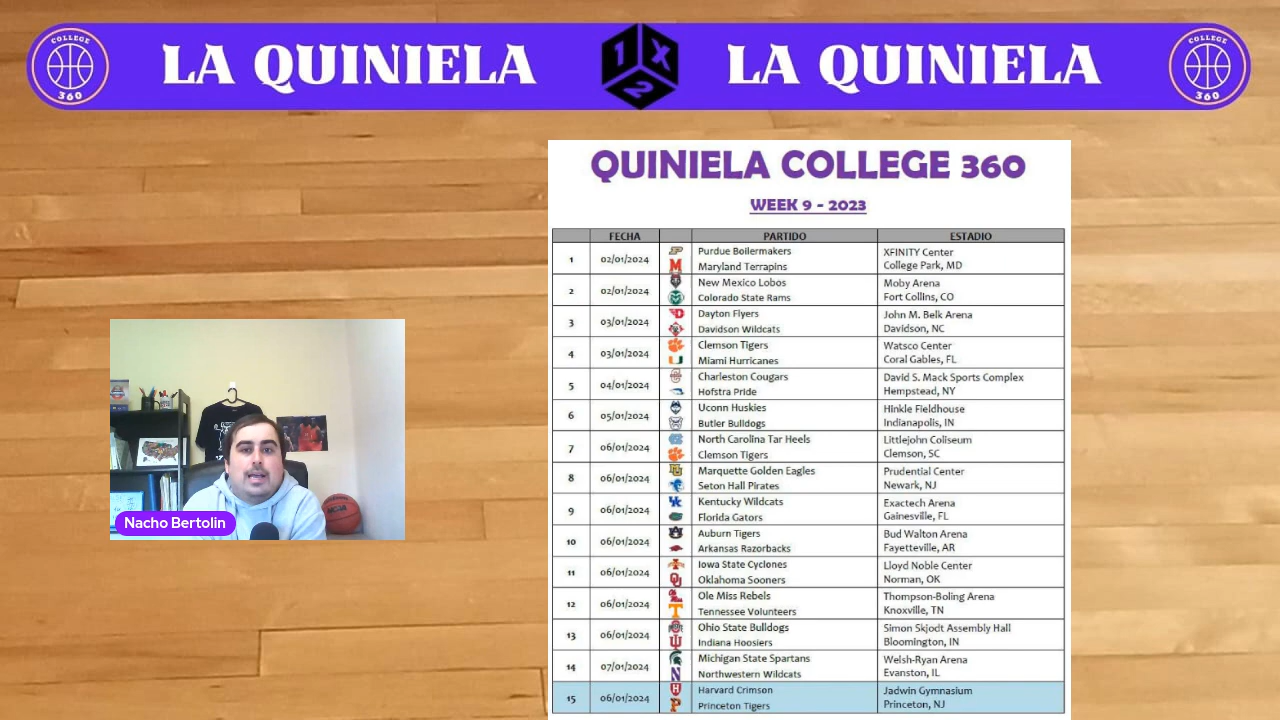 COLLEGE
360
LA QUINIELA
1 X 2
LA QUINIELA
COLLEGE
360
QUINIELA COLLEGE 360
WEEK 9 - 2023
FECHA PARTIDO ESTADIO
1 02/01/2024 Purdue Boilermakers XFINITY Center
Maryland Terrapins College Park, MD
2 02/01/2024 New Mexico Lobos Moby Arena
Colorado State Rams Fort Collins, CO
3 03/01/2024 Dayton Flyers John M. Belk Arena
Davidson Wildcats Davidson, NC
4 03/01/2024 Clemson Tigers Watsco Center
Miami Hurricanes Coral Gables, FL
5 04/01/2024 Charleston Cougars David S. Mack Sports Complex
Hofstra Pride Hempstead, NY
6 05/01/2024 Uconn Huskies Hinkle Fieldhouse
Butler Bulldogs Indianapolis, IN
7 06/01/2024 North Carolina Tar Heels Littlejohn Coliseum
Clemson Tigers Clemson, SC
8 06/01/2024 Marquette Golden Eagles Prudential Center
Seton Hall Pirates Newark, NJ
9 06/01/2024 Kentucky Wildcats Exactech Arena
Florida Gators Gainesville, FL
10 06/01/2024 Auburn Tigers Bud Walton Arena
Arkansas Razorbacks Fayetteville, AR
11 06/01/2024 Iowa State Cyclones Lloyd Noble Center
Oklahoma Sooners Norman, OK
12 06/01/2024 Ole Miss Rebels Thompson-Boling Arena
Tennessee Volunteers Knoxville, TN
13 06/01/2024 Ohio State Bulldogs Simon Skjodt Assembly Hall
Indiana Hoosiers Bloomington, IN
14 07/01/2024 Michigan State Spartans Welsh-Ryan Arena
Northwestern Wildcats Evanston, IL
15 06/01/2024 Harvard Crimson Jadwin Gymnasium
Princeton Tigers Princeton, NJ
Nacho Bertolin